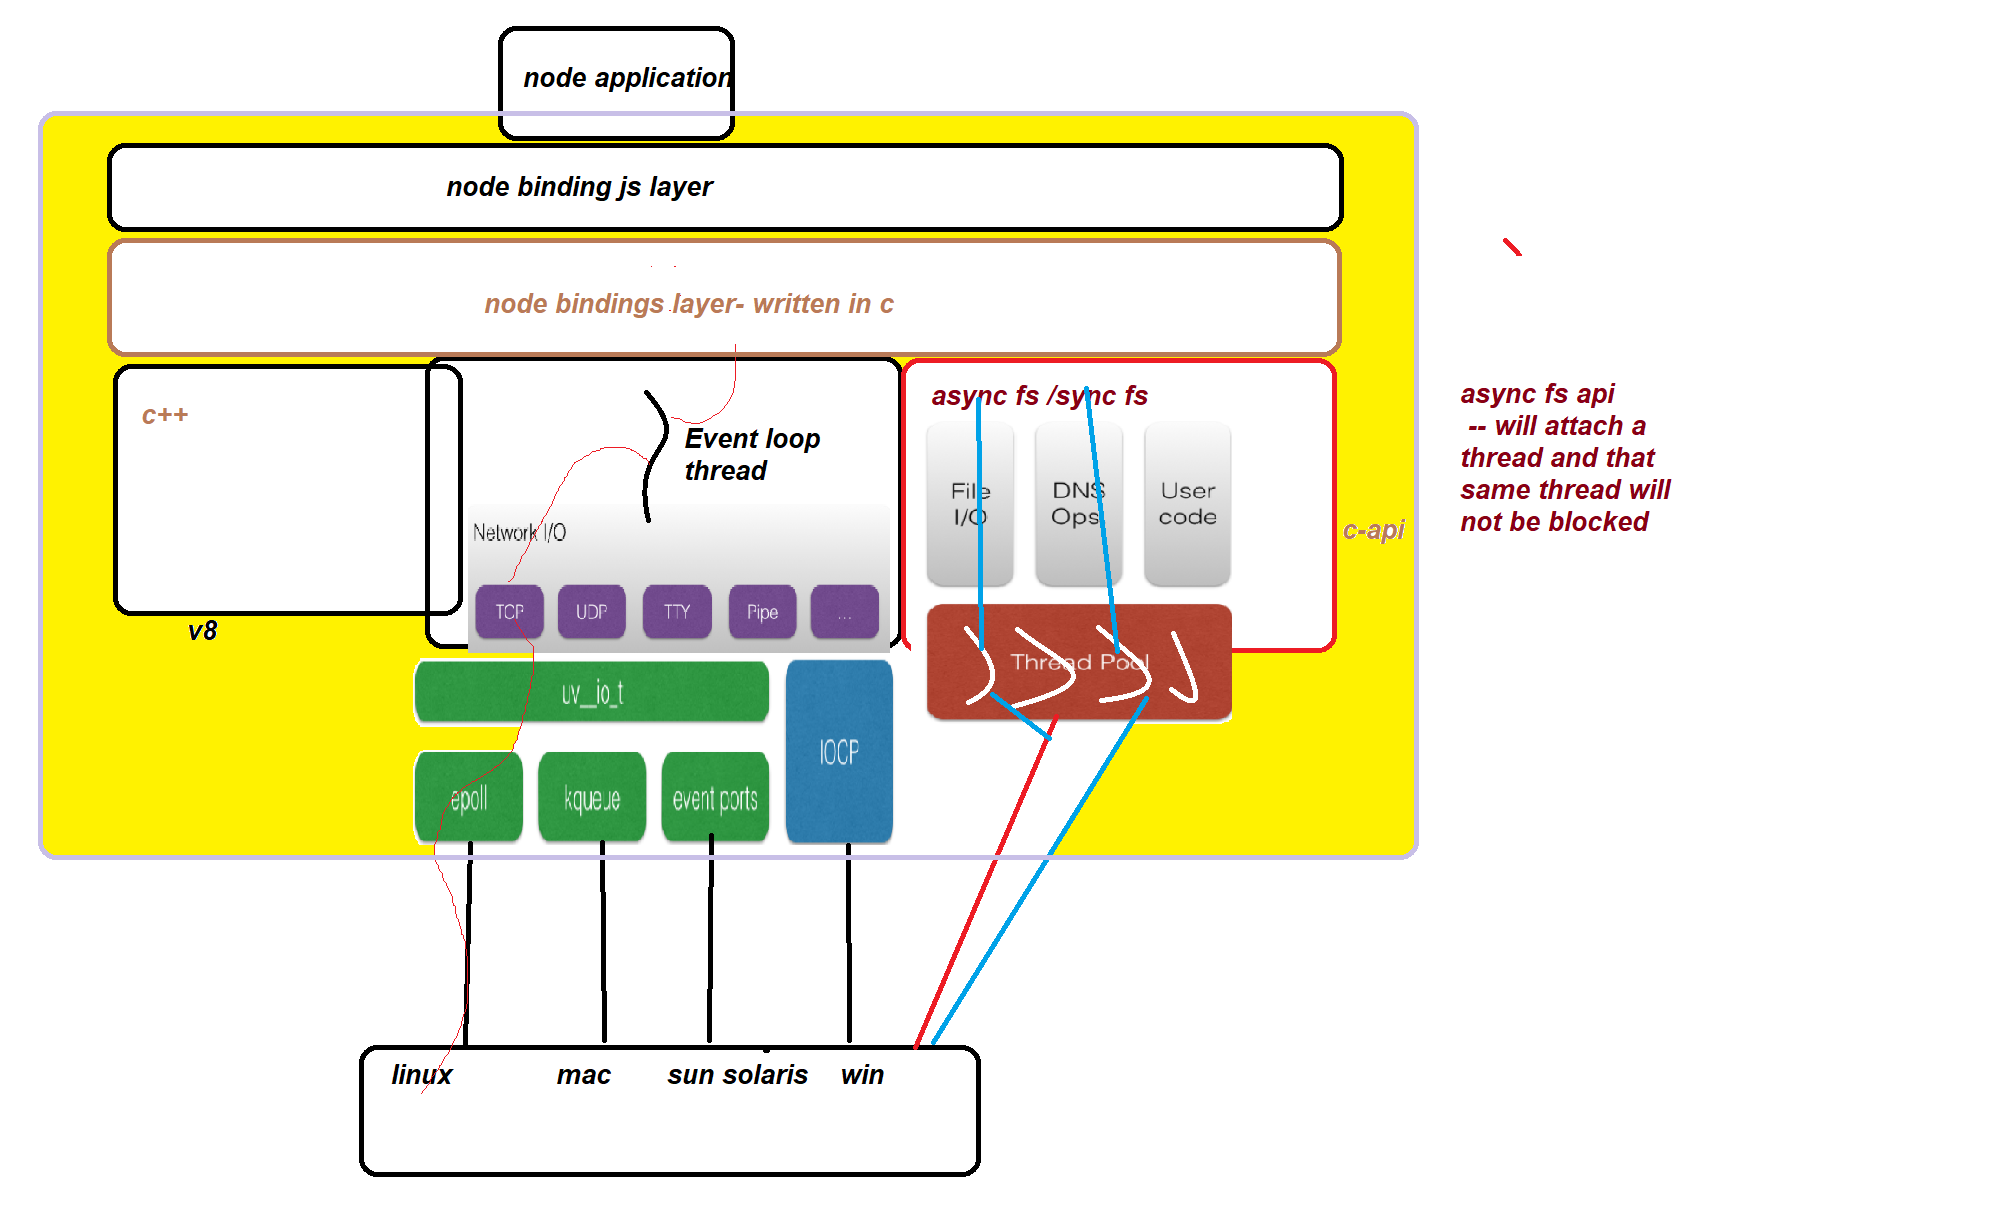 node application
node binding js layer
node bindings layer- written in c
c++
v8
Event loop
thread
Network I/O
TCP
UDP
TTY
Pipe
...
uv__io_t
IOCP
epoll
kqueue
event ports
async fs /sync fs
File
I/O
DNS
Ops
User
code
Thread Pool
c-api
async fs api
-- will attach a
thread and that
same thread will
not be blocked
linux
mac
sun solaris
win